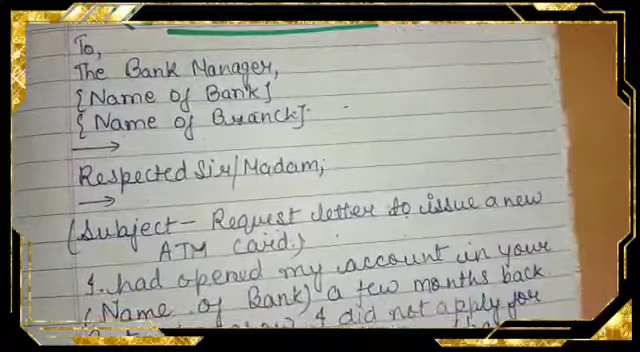 To,
The Bank Manager,
{Name of Bank}
{Name of Branch}.
Respected Sir/Madam;
(Subject - Request letter to issue a new
ATM Card.)
I had opened my account in your
(Name of Bank) a few months back.
I did not apply for